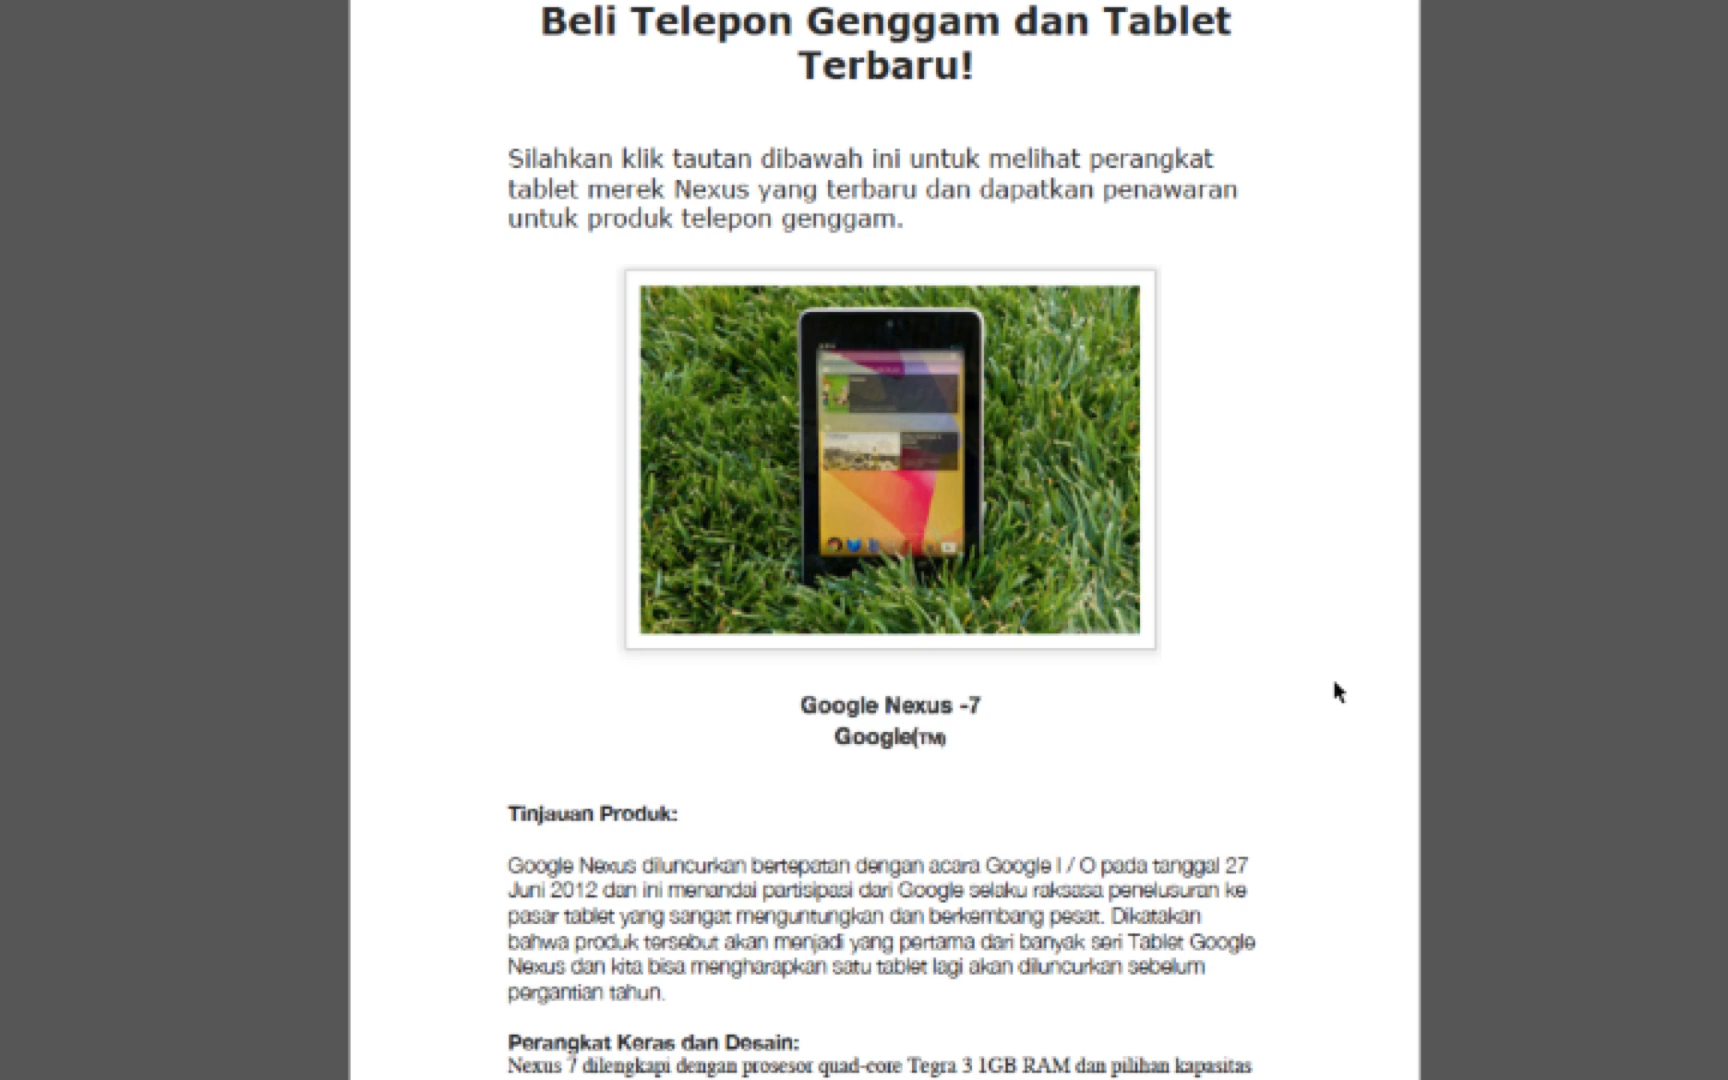 Beli Telepon Genggam dan Tablet
Terbaru!
Silahkan klik tautan dibawah ini untuk melihat perangkat
tablet merek Nexus yang terbaru dan dapatkan penawaran
untuk produk telepon genggam.
Google Nexus -7
Google(TM)
Tinjauan Produk:
Google Nexus diluncurkan bertepatan dengan acara Google I / O pada tanggal 27
Juni 2012 dan ini menandai partisipasi dari Google selaku raksasa penelusuran ke
pasar tablet yang sangat menguntungkan dan berkembang pesat. Dikatakan
bahwa produk tersebut akan menjadi yang pertama dari banyak seri Tablet Google
Nexus dan kita bisa mengharapkan satu tablet lagi akan diluncurkan sebelum
pergantian tahun.
Perangkat Keras dan Desain:
Nexus 7 dilengkapi dengan prosesor quad-core Tegra 3 1GB RAM dan pilihan kapasitas